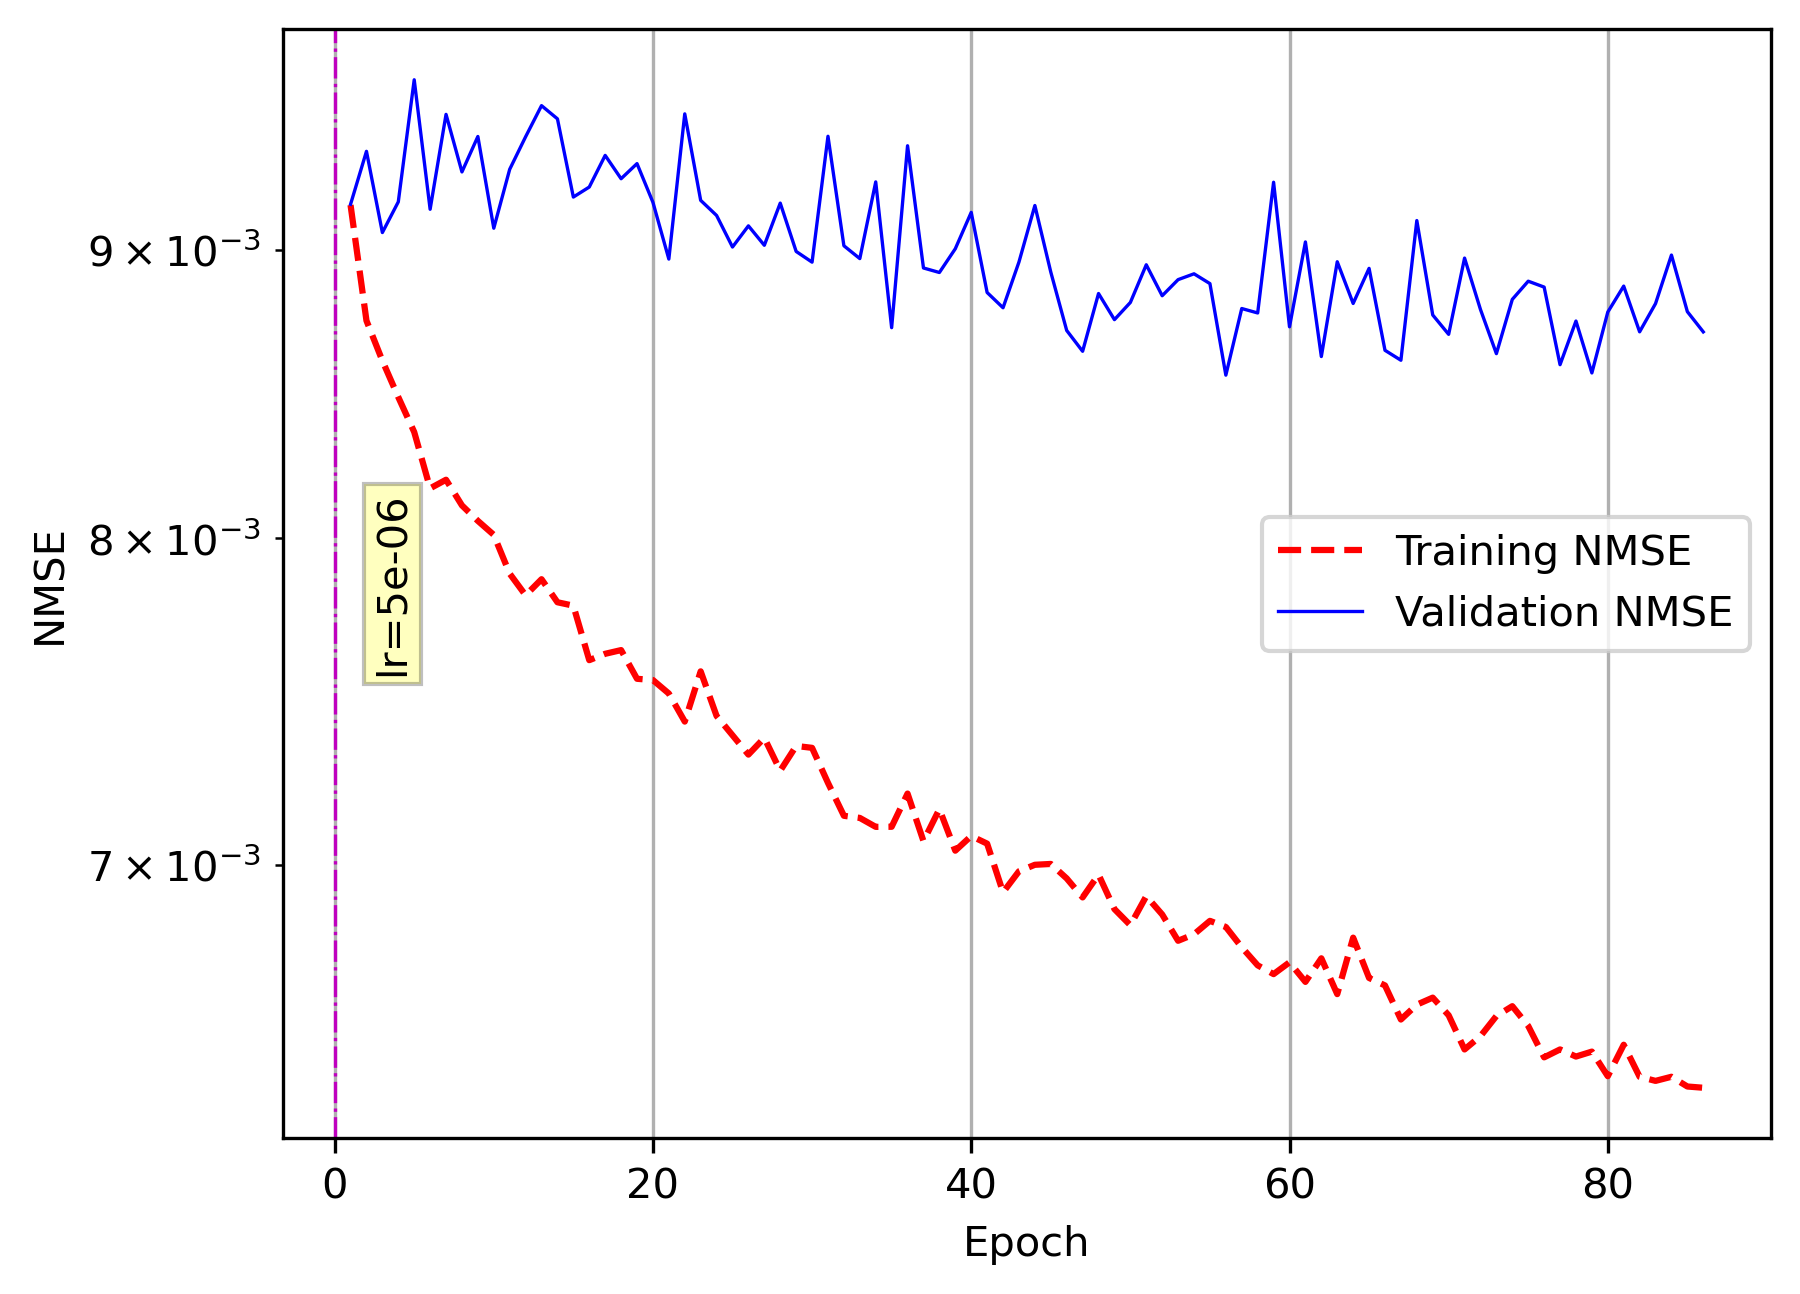 NMSE
9 × 10⁻³
8 × 10⁻³
7 × 10⁻³
lr=5e-06
Training NMSE
Validation NMSE
0 20 40 60 80
Epoch